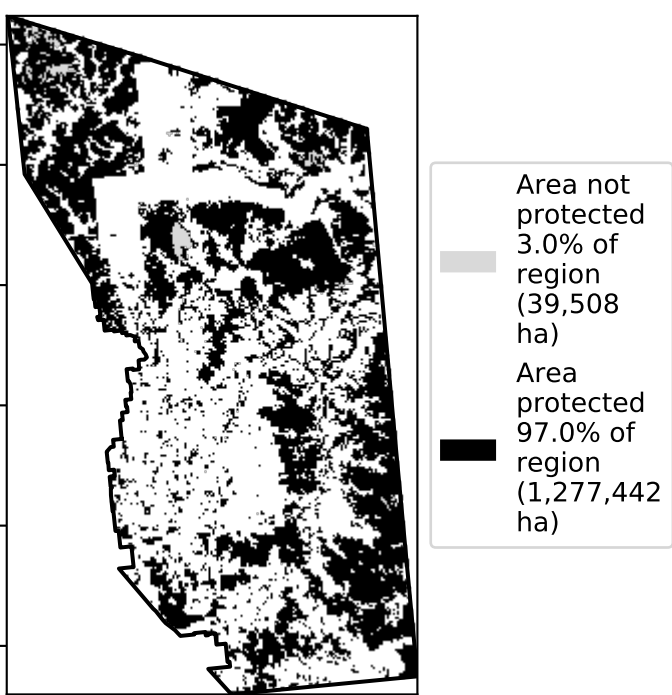 Area not
protected
3.0% of
region
(39,508
ha)
Area
protected
97.0% of
region
(1,277,442
ha)